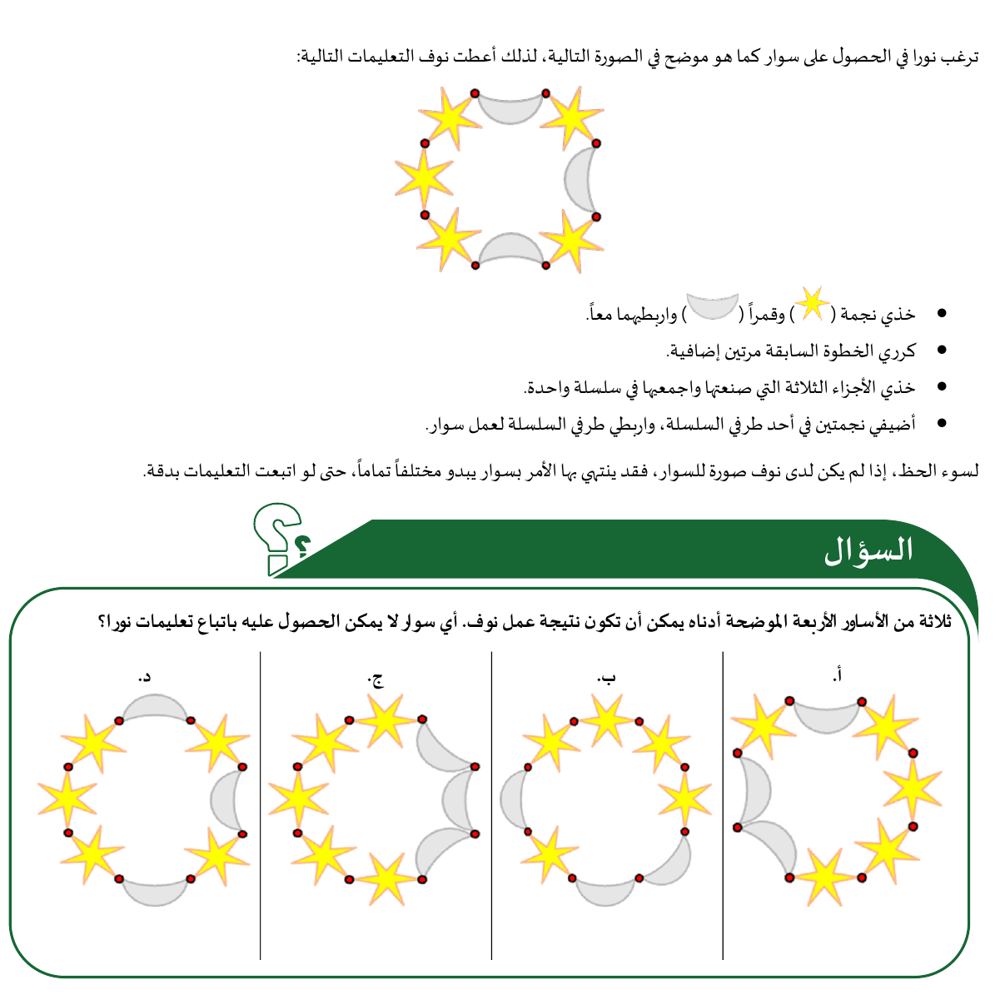 ترغب نورا في الحصول على سوار كما هو موضح في الصورة التالية، لذلك أعطت نوف التعليمات التالية:
• خذي نجمة () وقمراً () واربطيهما معاً.
• كرري الخطوة السابقة مرتين إضافية.
• خذي الأجزاء الثلاثة التي صنعتها واجمعيها في سلسلة واحدة.
• أضيفي نجمتين في أحد طرفي السلسلة، واربطي طرفي السلسلة لعمل سوار.
لسوء الحظ، إذا لم يكن لدى نوف صورة للسوار، فقد ينتهي بها الأمر بسوار يبدو مختلفاً تماماً، حتى لو اتبعت التعليمات بدقة.
السؤال
؟؟
ثلاثة من الأساور الأربعة الموضحة أدناه يمكن أن تكون نتيجة عمل نوف. أي سوار لا يمكن الحصول عليه باتباع تعليمات نورا؟
أ.
ب.
ج.
د.